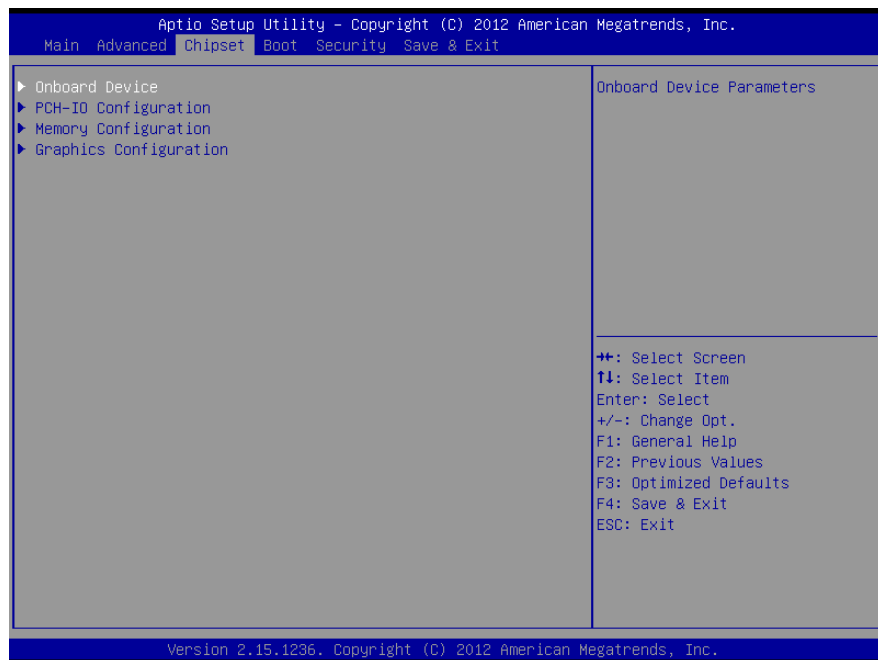 Aptio Setup Utility – Copyright (C) 2012 American Megatrends, Inc.
Main Advanced Chipset Boot Security Save & Exit
▶ Onboard Device
▶ PCH-IO Configuration
▶ Memory Configuration
▶ Graphics Configuration
Onboard Device Parameters
→←: Select Screen
↑↓: Select Item
Enter: Select
+/-: Change Opt.
F1: General Help
F2: Previous Values
F3: Optimized Defaults
F4: Save & Exit
ESC: Exit
Version 2.15.1236. Copyright (C) 2012 American Megatrends, Inc.